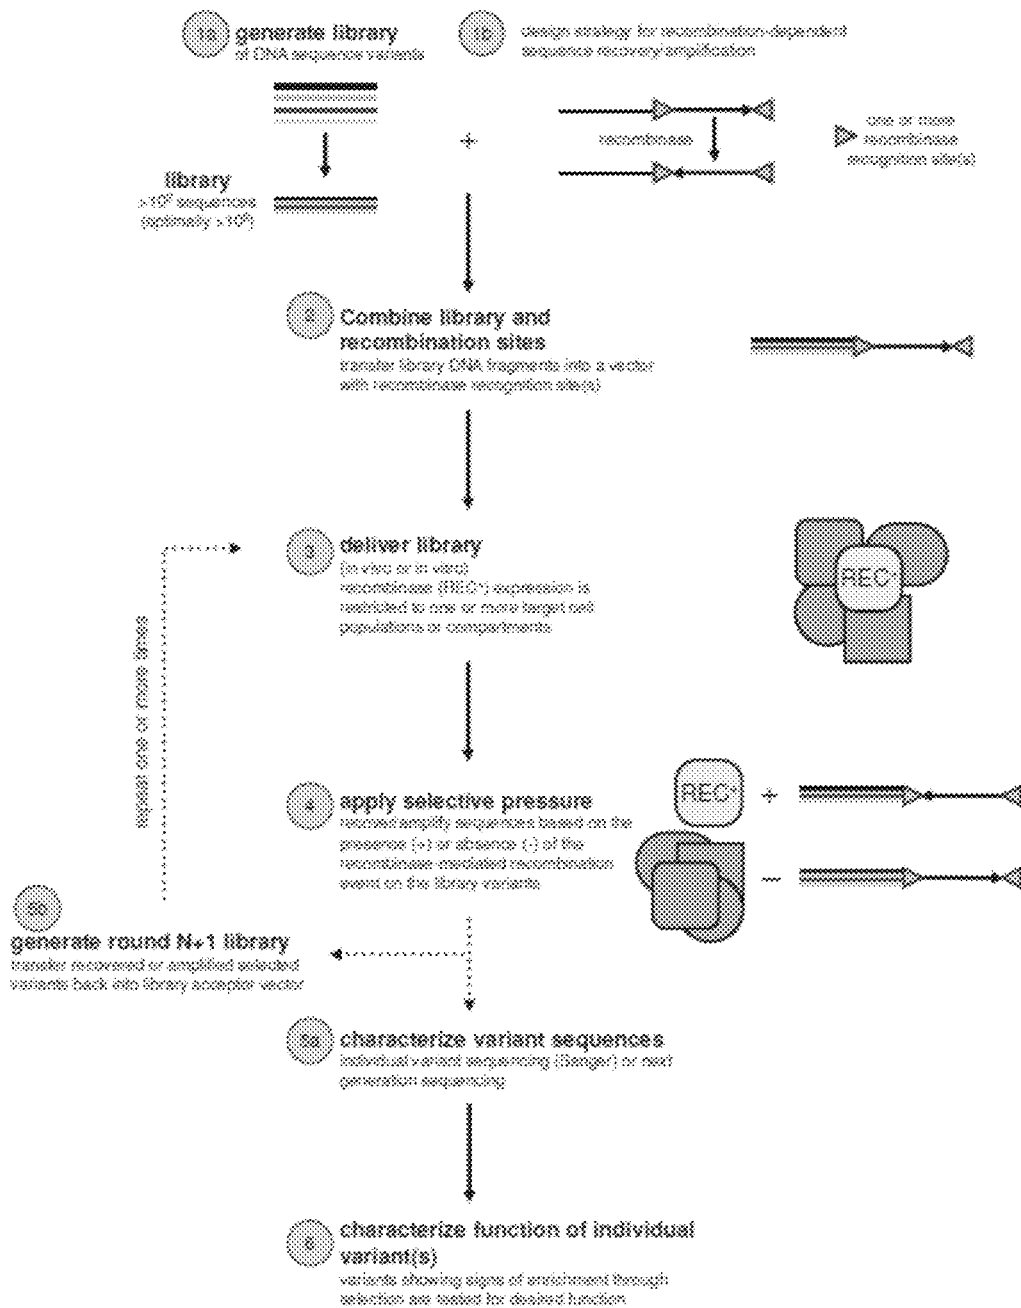 1a
generate library
of DNA sequence variants
1b
design strategy for recombination-dependent
sequence recovery/amplification
+
recombinase
one or more
recombinase
recognition site(s)
library
sequences
(optimally
2
Combine library and
recombination sites
transfer library DNA fragments into a vector
with recombinase recognition site(s)
3
deliver library
(in vivo or in vitro)
recombinase (REC+) expression is
restricted to one or more target cell
populations or compartments
REC+
repeat one or more times
4
apply selective pressure
recover/amplify sequences based on the
presence (+) or absence (-) of the
recombinase-mediated recombination
event on the library variants
REC+
+
−
5b
generate round N+1 library
transfer recovered or amplified selected
variants back into library acceptor vector
5a
characterize variant sequences
individual variant sequencing (Sanger) or next
generation sequencing
6
characterize function of individual
variant(s)
variants showing signs of enrichment through
selection are tested for desired function